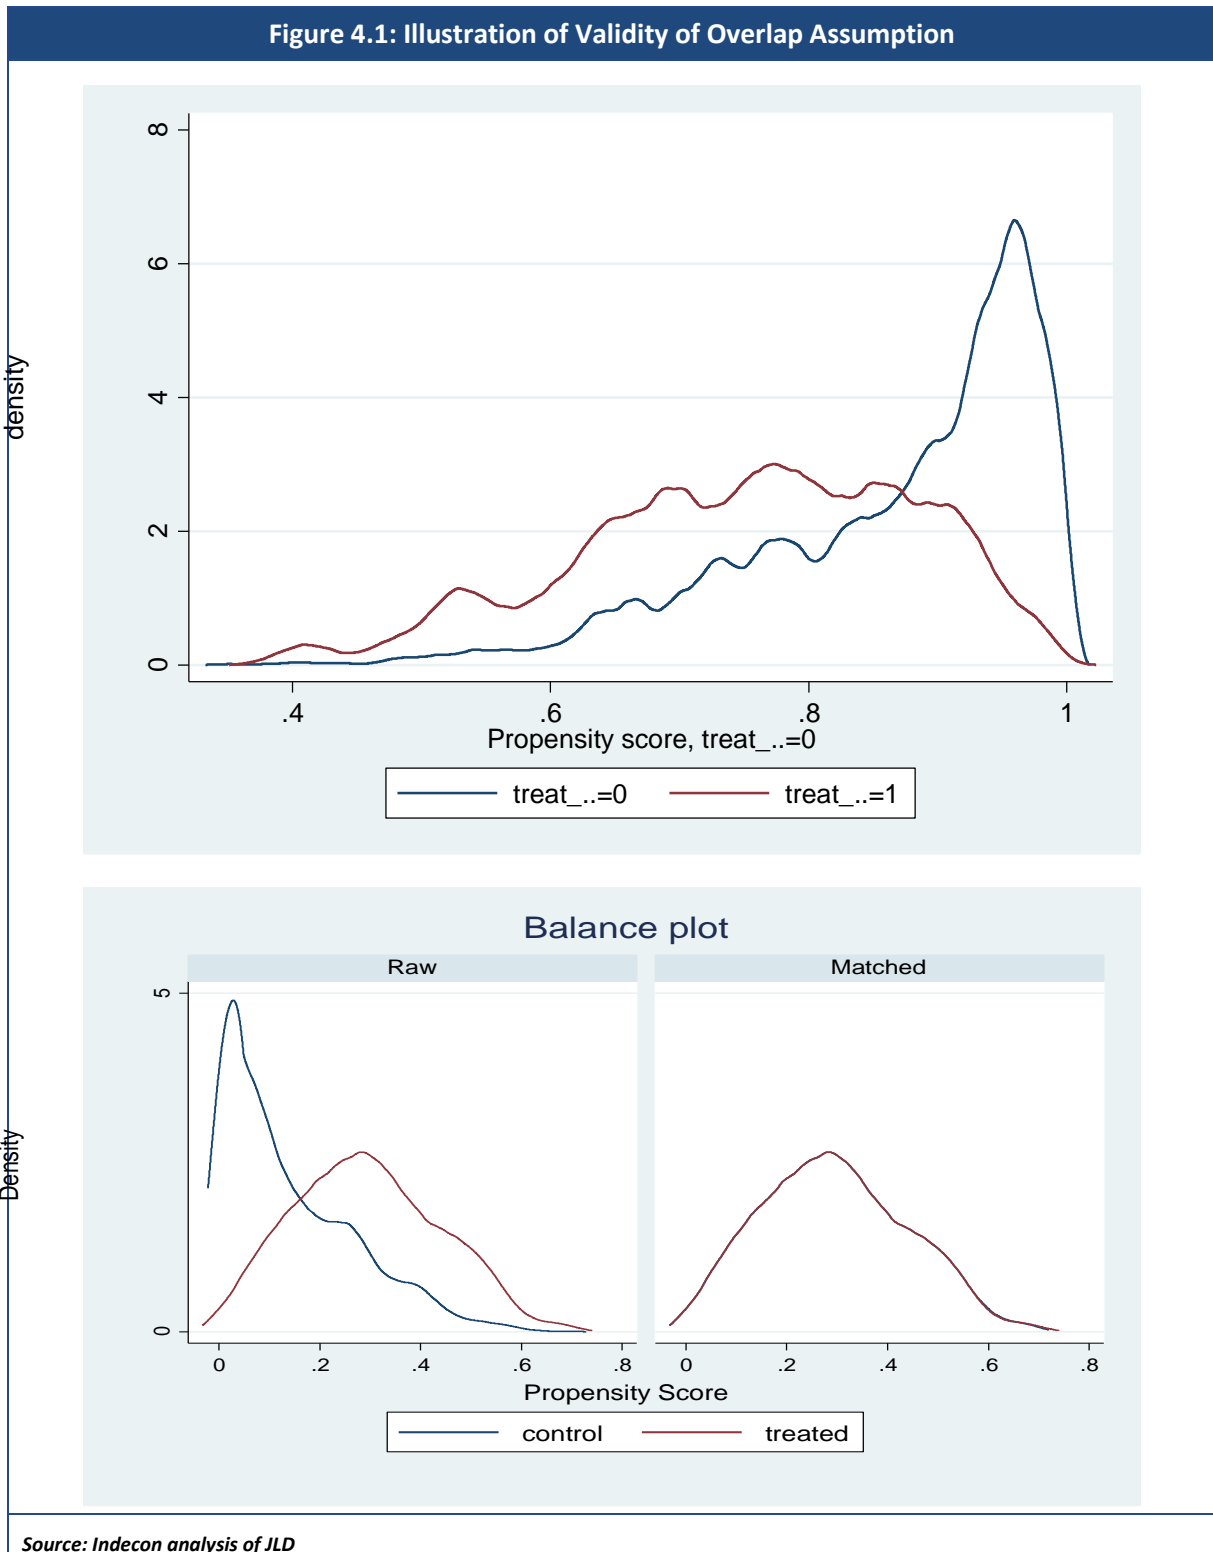 Figure 4.1: Illustration of Validity of Overlap Assumption
8
6
4
2
0
density
.4 .6 .8 1
Propensity score, treat_..=0
treat_..=0 treat_..=1
Balance plot
Raw Matched
5
0
Density
0 .2 .4 .6 .8 0 .2 .4 .6 .8
Propensity Score
control treated
Source: Indecon analysis of JLD